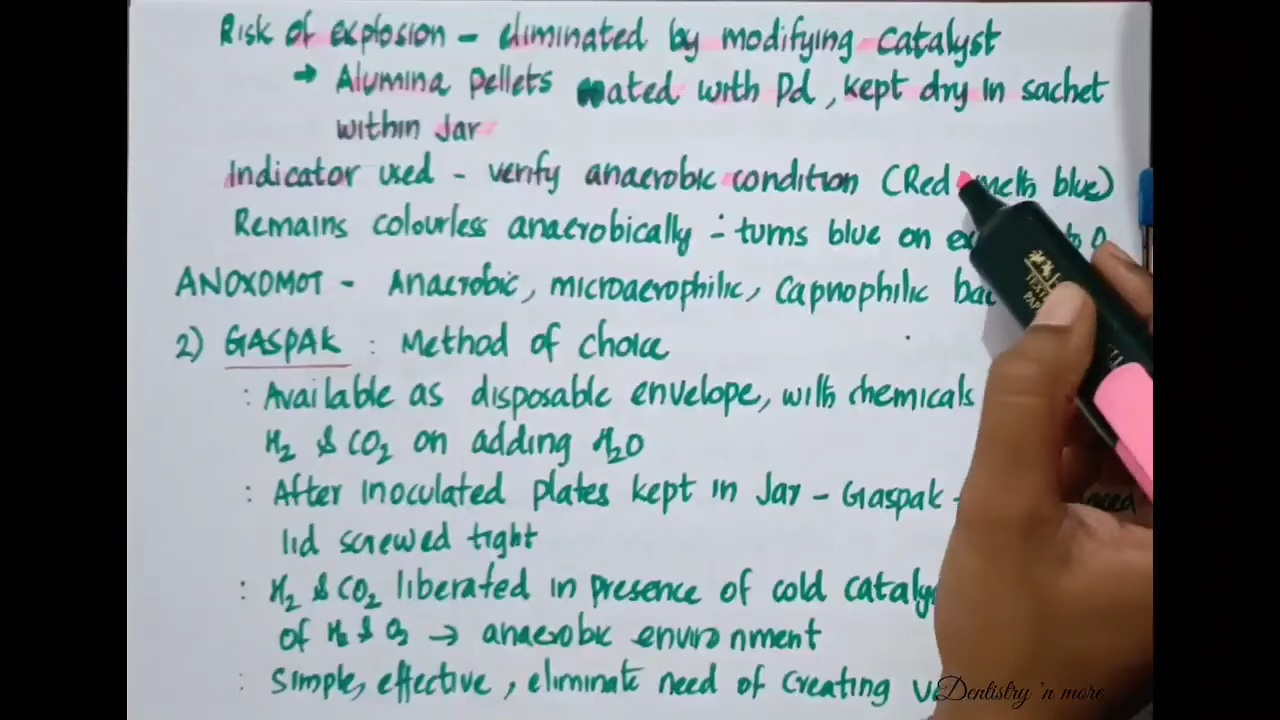 Risk of explosion - eliminated by modifying catalyst
→ Alumina pellets coated with Pd, kept dry in sachet
within Jar
Indicator used - verify anaerobic condition (Red meth blue)
Remains colourless anaerobically ∴ turns blue on to O
ANOXOMOT - Anaerobic, microaerophilic, capnophilic
2) GASPAK : Method of choice
: Available as disposable envelope, with chemicals
H2 & CO2 on adding H2O
: After inoculated plates kept in Jar - Gaspak -
lid screwed tight
: H2 & CO2 liberated in presence of cold
of H2 & O2 → anaerobic environment
: Simple, effective, eliminate need of creating
Dentistry 'n more